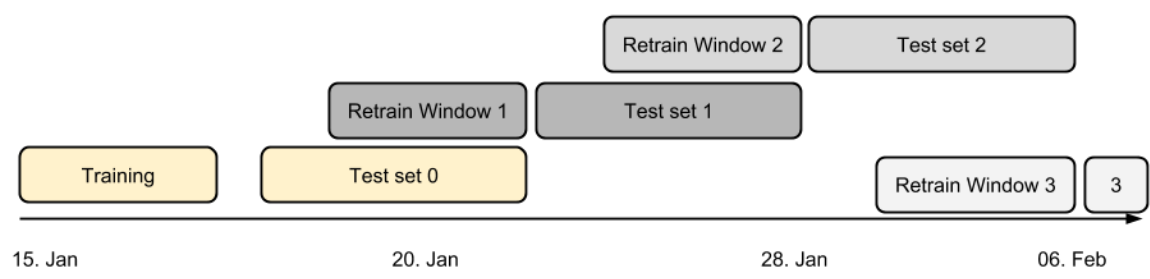 Retrain Window 2
Test set 2
Retrain Window 1
Test set 1
Training
Test set 0
Retrain Window 3
3
15. Jan
20. Jan
28. Jan
06. Feb